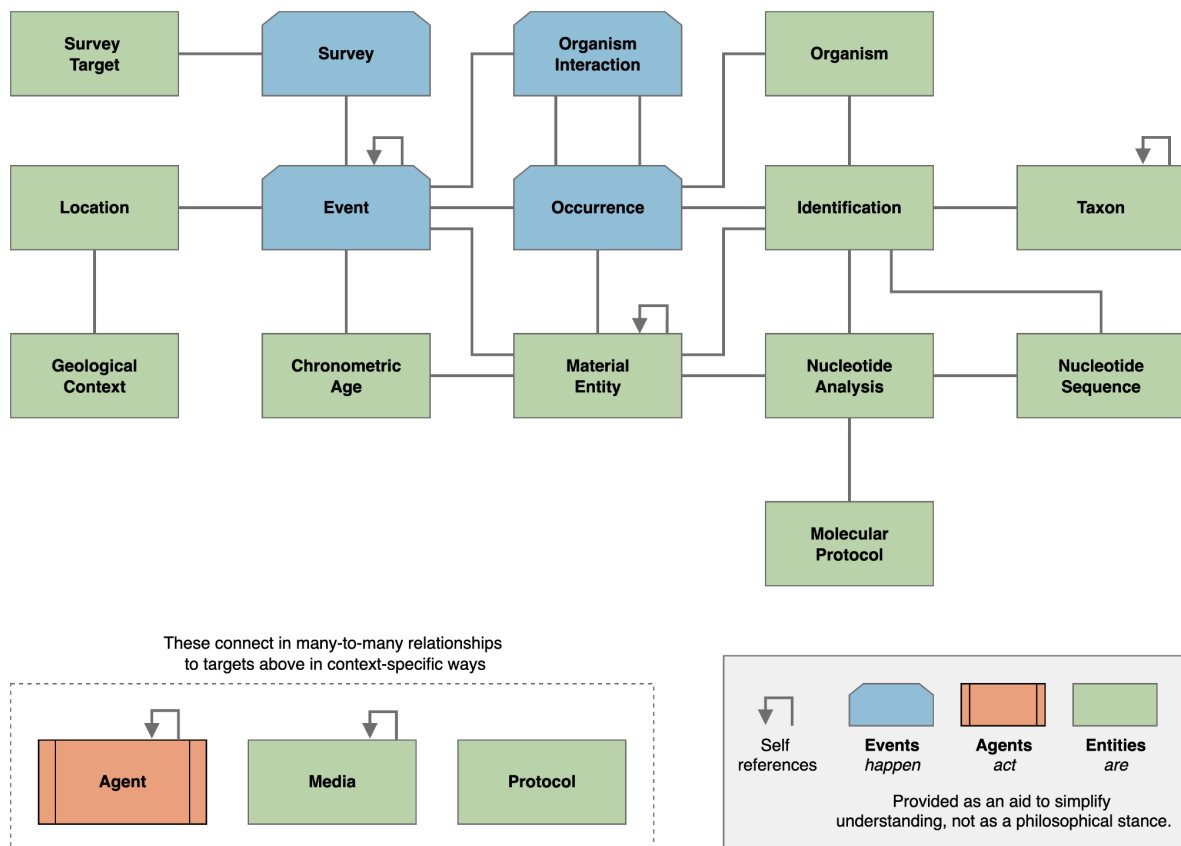 Survey
Target
Survey
Organism
Interaction
Organism
Location
Event
Occurrence
Identification
Taxon
Geological
Context
Chronometric
Age
Material
Entity
Nucleotide
Analysis
Nucleotide
Sequence
Molecular
Protocol
These connect in many-to-many relationships
to targets above in context-specific ways
Agent
Media
Protocol
Self
references
Events
happen
Agents
act
Entities
are
Provided as an aid to simplify
understanding, not as a philosophical stance.